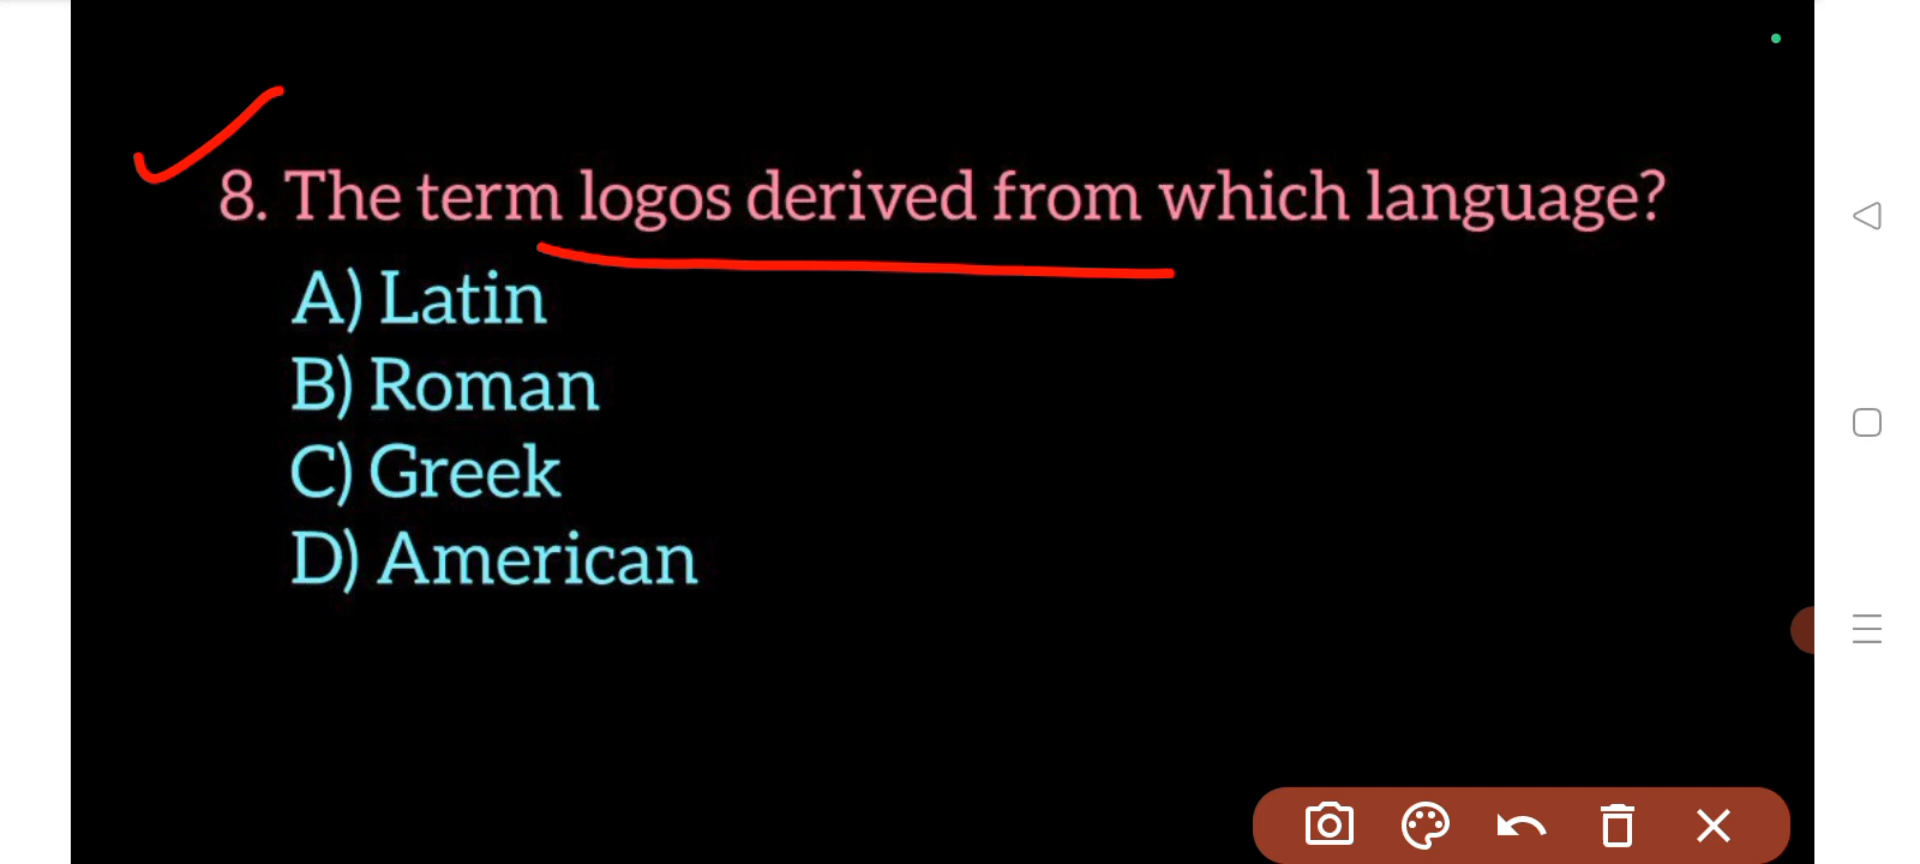 8. The term logos derived from which language?
A) Latin
B) Roman
C) Greek
D) American